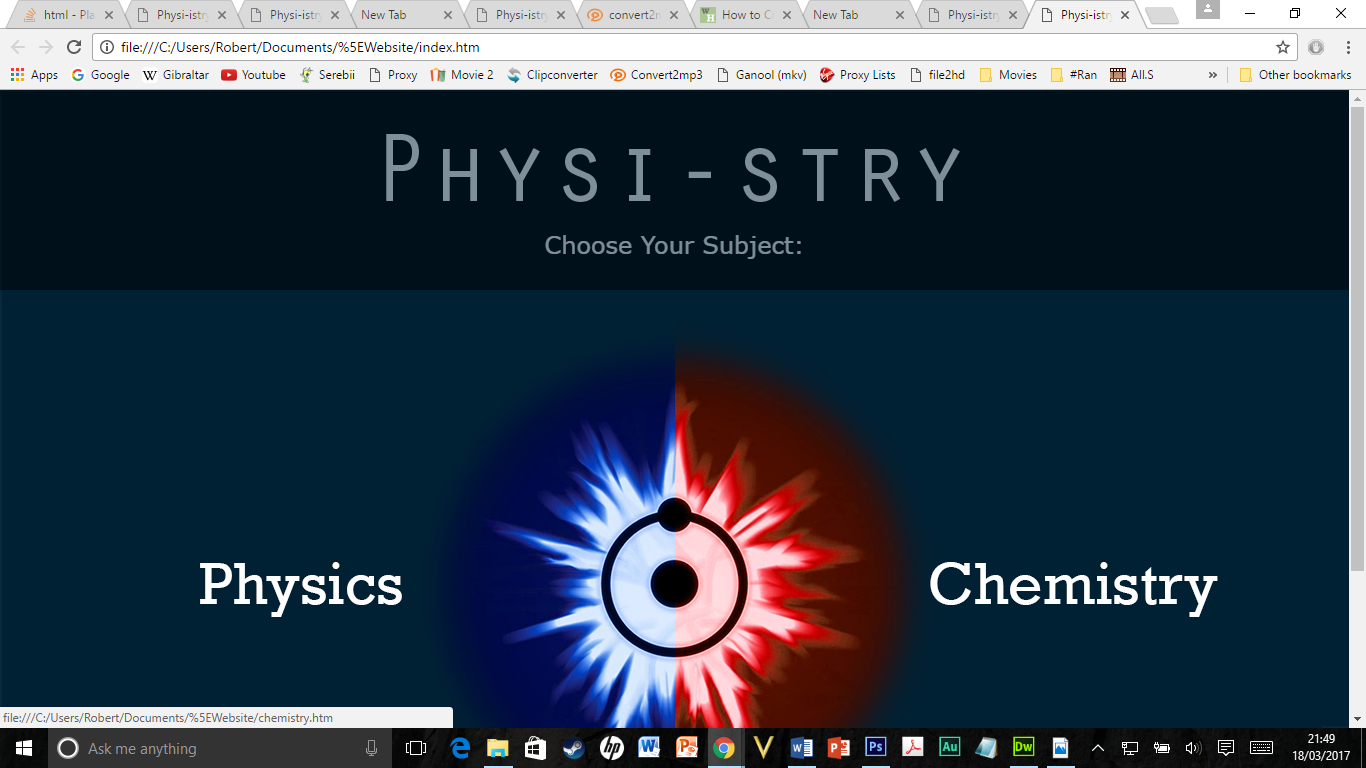 html - Pla
Physi-istry
Physi-istry
New Tab
Physi-istry
convert2m
How to C
New Tab
Physi-istry
Physi-istry
file:///C:/Users/Robert/Documents/%5EWebsite/index.htm
Apps
Google
Gibraltar
Youtube
Serebii
Proxy
Movie 2
Clipconverter
Convert2mp3
Ganool (mkv)
Proxy Lists
file2hd
Movies
#Ran
All.S
»
Other bookmarks
PHYSI-STRY
Choose Your Subject:
Physics
Chemistry
file:///C:/Users/Robert/Documents/%5EWebsite/chemistry.htm
Ask me anything
21:49
18/03/2017